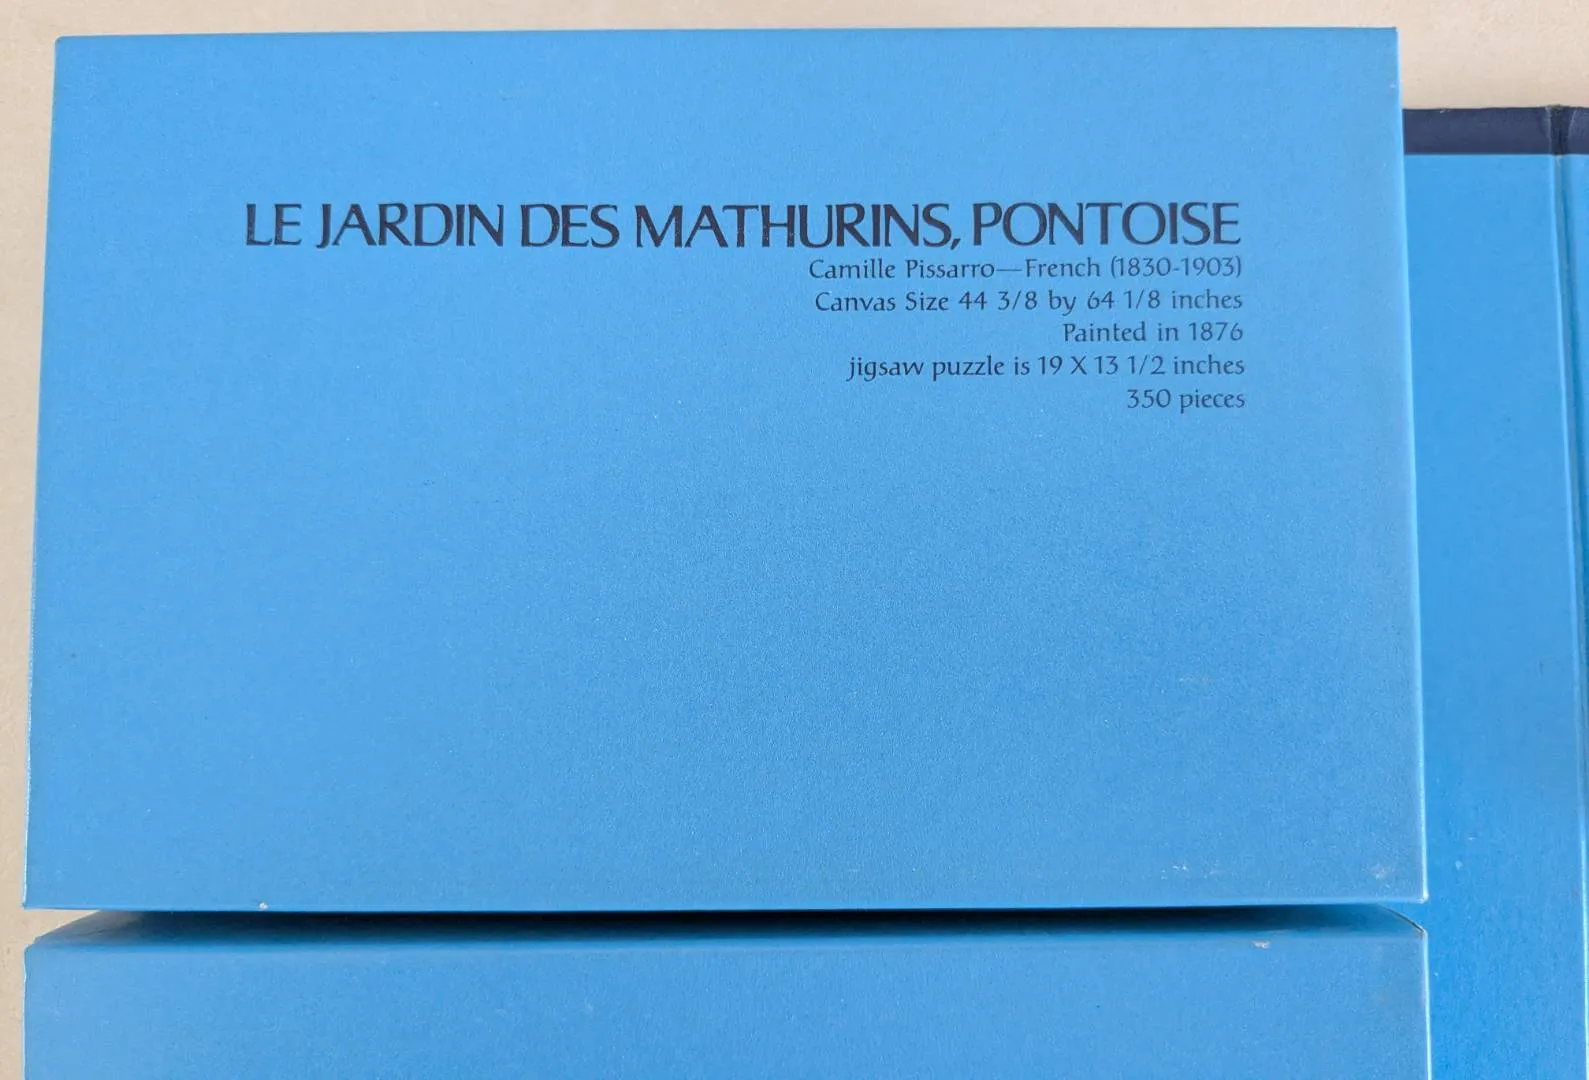 LE JARDIN DES MATHURINS, PONTOISE
Camille Pissarro—French (1830-1903)
Canvas Size 44 3/8 by 64 1/8 inches
Painted in 1876
jigsaw puzzle is 19 X 13 1/2 inches
350 pieces